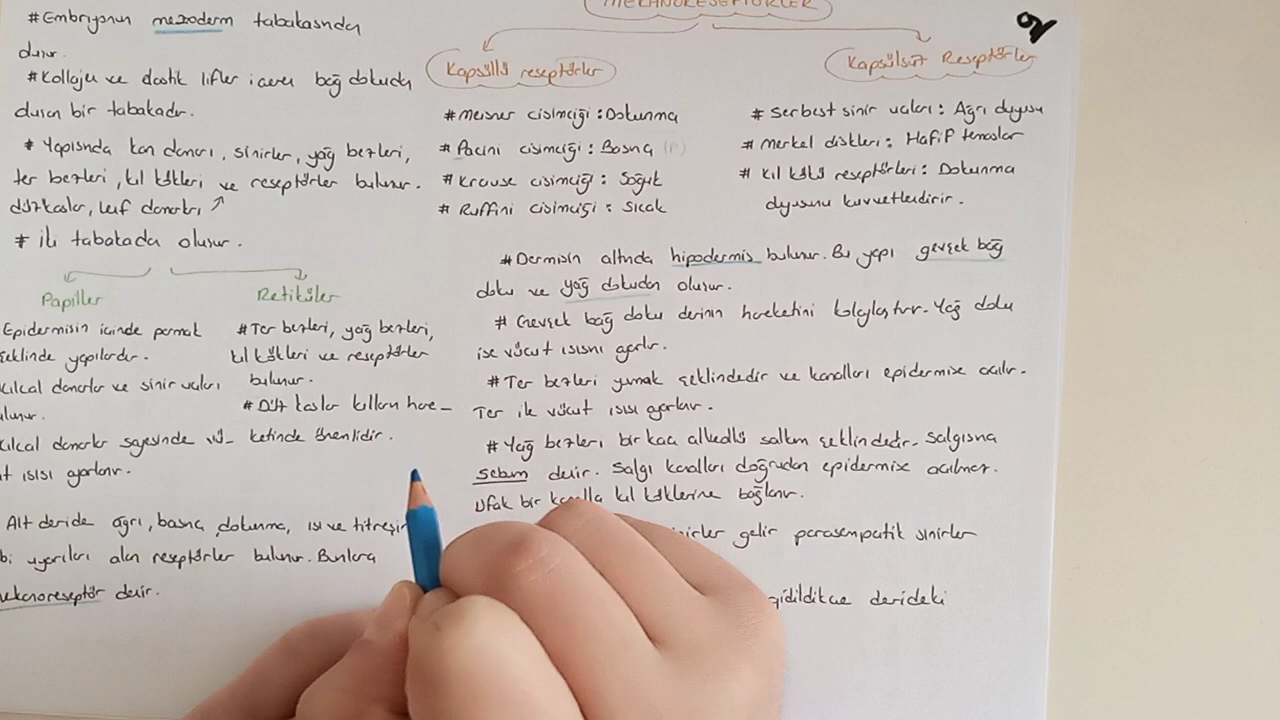 #Embriyonun mezoderm tabakasından
oluşur.
#Kollajen ve elastik lifler içeren bağ dokudan
oluşan bir tabakadır.
# Yapısında kan damarı, sinirler, yağ bezleri,
ter bezleri, kıl kökleri ve reseptörler bulunur.
düz kaslar, lenf damarları
# iki tabakada oluşur.
Papiller
Epidermisin içinde parmak
şeklinde yapılardır.
kılcal damarlar ve sinir uçları
bulunur.
kılcal damarlar sayesinde vü-
ısısı ayarlanır.
Retiküler
#Ter bezleri, yağ bezleri,
kıl kökleri ve reseptörler
bulunur.
#Düz kaslar kılların hare-
ketinde önemlidir.
Alt deride ağrı, basınç, dokunma, ısı ve titreşim
uyarıları alan reseptörler bulunur. Bunlara
mekanoreseptör denir.
MEKANORESEPTÖRLER
92
Kapsüllü reseptörler
#Meisner cisimciği : Dokunma
# Pacini cisimciği : Basınç (P)
# Krause cisimciği : Soğuk
# Ruffini cisimciği : Sıcak
Kapsülsüz Reseptörler
# Serbest sinir uçları : Ağrı duyusu
# Merkel diskleri : Hafif temaslar
# Kıl kökü reseptörleri : Dokunma
duyusunu kuvvetlendirir.
#Dermisin altında hipodermis bulunur. Bu yapı gevşek bağ
doku ve yağ dokudan oluşur.
# Gevşek bağ doku derinin hareketini kolaylaştırır. Yağ doku
ise vücut ısısını ayarlar.
#Ter bezleri yumak şeklindedir ve kanalları epidermise açılır.
Ter ile vücut ısısı ayarlanır.
#Yağ bezleri birkaç alveollü salkım şeklindedir. Salgısına
sebum denir. Salgı kanalları doğrudan epidermise açılmaz.
Ufak bir kanalla kıl köklerine bağlanır.
sinirler gelir parasempatik sinirler
gidildikçe derideki